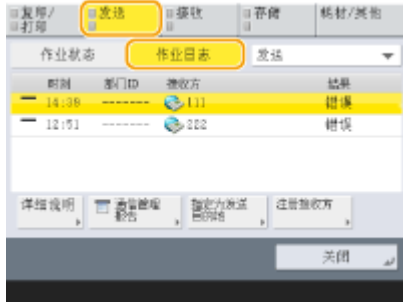 复印/ 发送 接收 存储 耗材/其他
打印
作业状态 作业日志 发送
时刻 部门ID 接收方 结果
14:39 ------- 111 错误
12:51 ------- 222 错误
详细说明 通信管理 指定为发送 注册接收方
报告 目的地
关闭